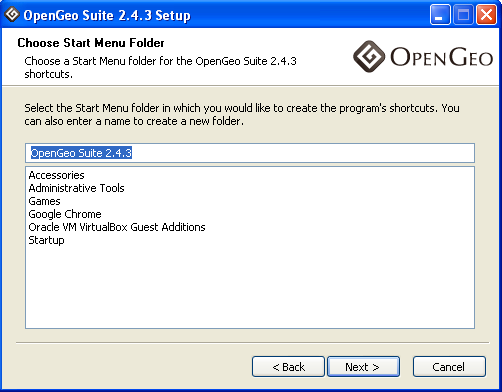 OpenGeo Suite 2.4.3 Setup
Choose Start Menu Folder
Choose a Start Menu folder for the OpenGeo Suite 2.4.3
shortcuts.
OPENGEO
Select the Start Menu folder in which you would like to create the program's shortcuts. You
can also enter a name to create a new folder.
OpenGeo Suite 2.4.3
Accessories
Administrative Tools
Games
Google Chrome
Oracle VM VirtualBox Guest Additions
Startup
< Back
Next >
Cancel